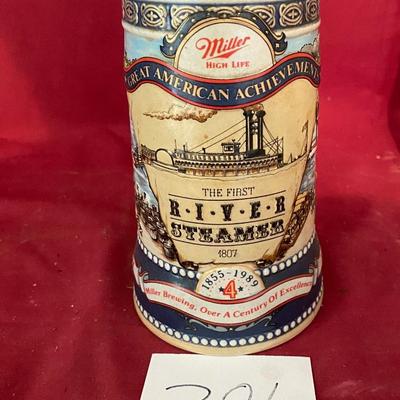 Miller
HIGH LIFE
GREAT AMERICAN ACHIEVEMENTS
THE FIRST
R·I·V·E·R
STEAMER
1807
1855-1989
4
Miller Brewing, Over A Century Of Excellence